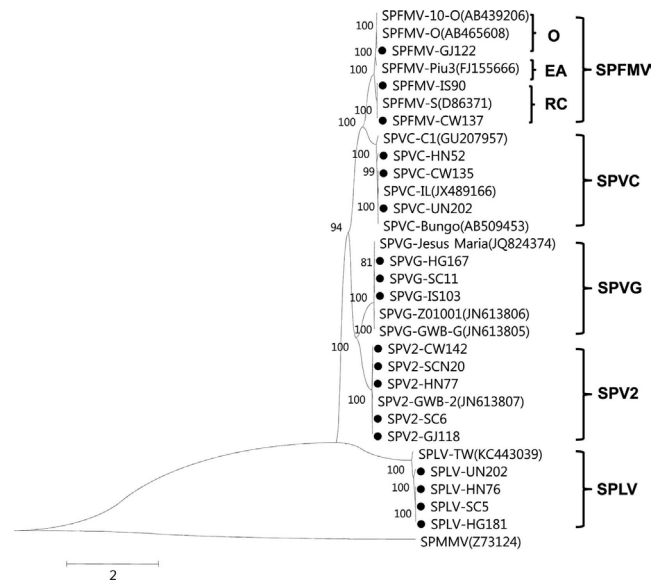 SPFMV-10-O(AB439206)
100
SPFMV-O(AB465608)
O
100
SPFMV-GJ122
100
SPFMV-Piu3(FJ155666)
EA
SPFMV
SPFMV-IS90
SPFMV-S(D86371)
RC
100
SPFMV-CW137
SPVC-C1(GU207957)
100
SPVC-HN52
99
SPVC-CW135
SPVC
SPVC-IL(JX489166)
100
SPVC-UN202
94
SPVC-Bungo(AB509453)
SPVG-Jesus Maria(JQ824374)
81
SPVG-HG167
SPVG-SC11
SPVG
100
SPVG-IS103
SPVG-Z01001(JN613806)
100
SPVG-GWB-G(JN613805)
100
SPV2-CW142
SPV2-SCN20
SPV2-HN77
SPV2
100
SPV2-GWB-2(JN613807)
SPV2-SC6
SPV2-GJ118
SPLV-TW(KC443039)
100
SPLV-UN202
100
SPLV-HN76
SPLV
SPLV-SC5
100
SPLV-HG181
SPMMV(Z73124)
2